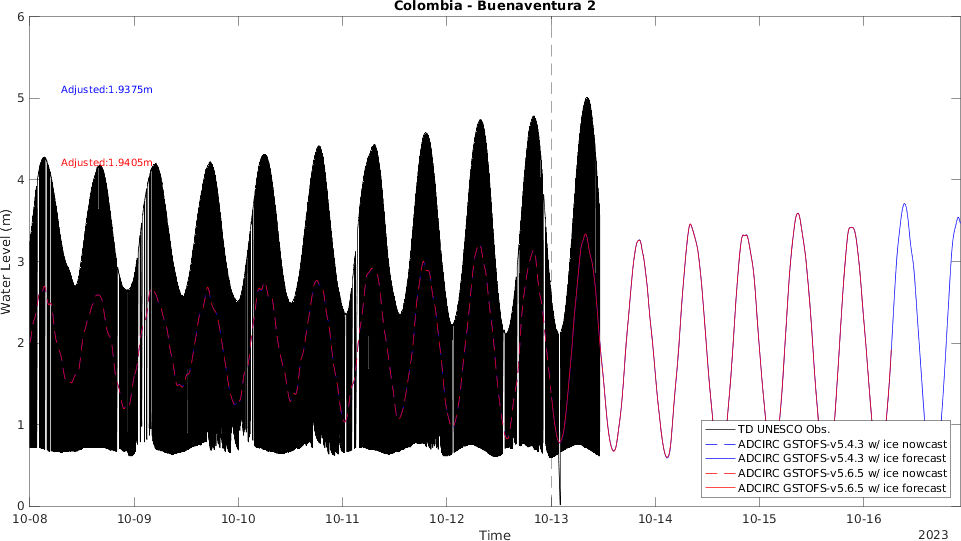 Colombia - Buenaventura 2
6
5
4
3
2
1
0
Water Level (m)
Adjusted:1.9375m
Adjusted:1.9405m
TD UNESCO Obs.
ADCIRC GSTOFS-v5.4.3 w/ ice nowcast
ADCIRC GSTOFS-v5.4.3 w/ ice forecast
ADCIRC GSTOFS-v5.6.5 w/ ice nowcast
ADCIRC GSTOFS-v5.6.5 w/ ice forecast
10-08 10-09 10-10 10-11 10-12 10-13 10-14 10-15 10-16
Time
2023